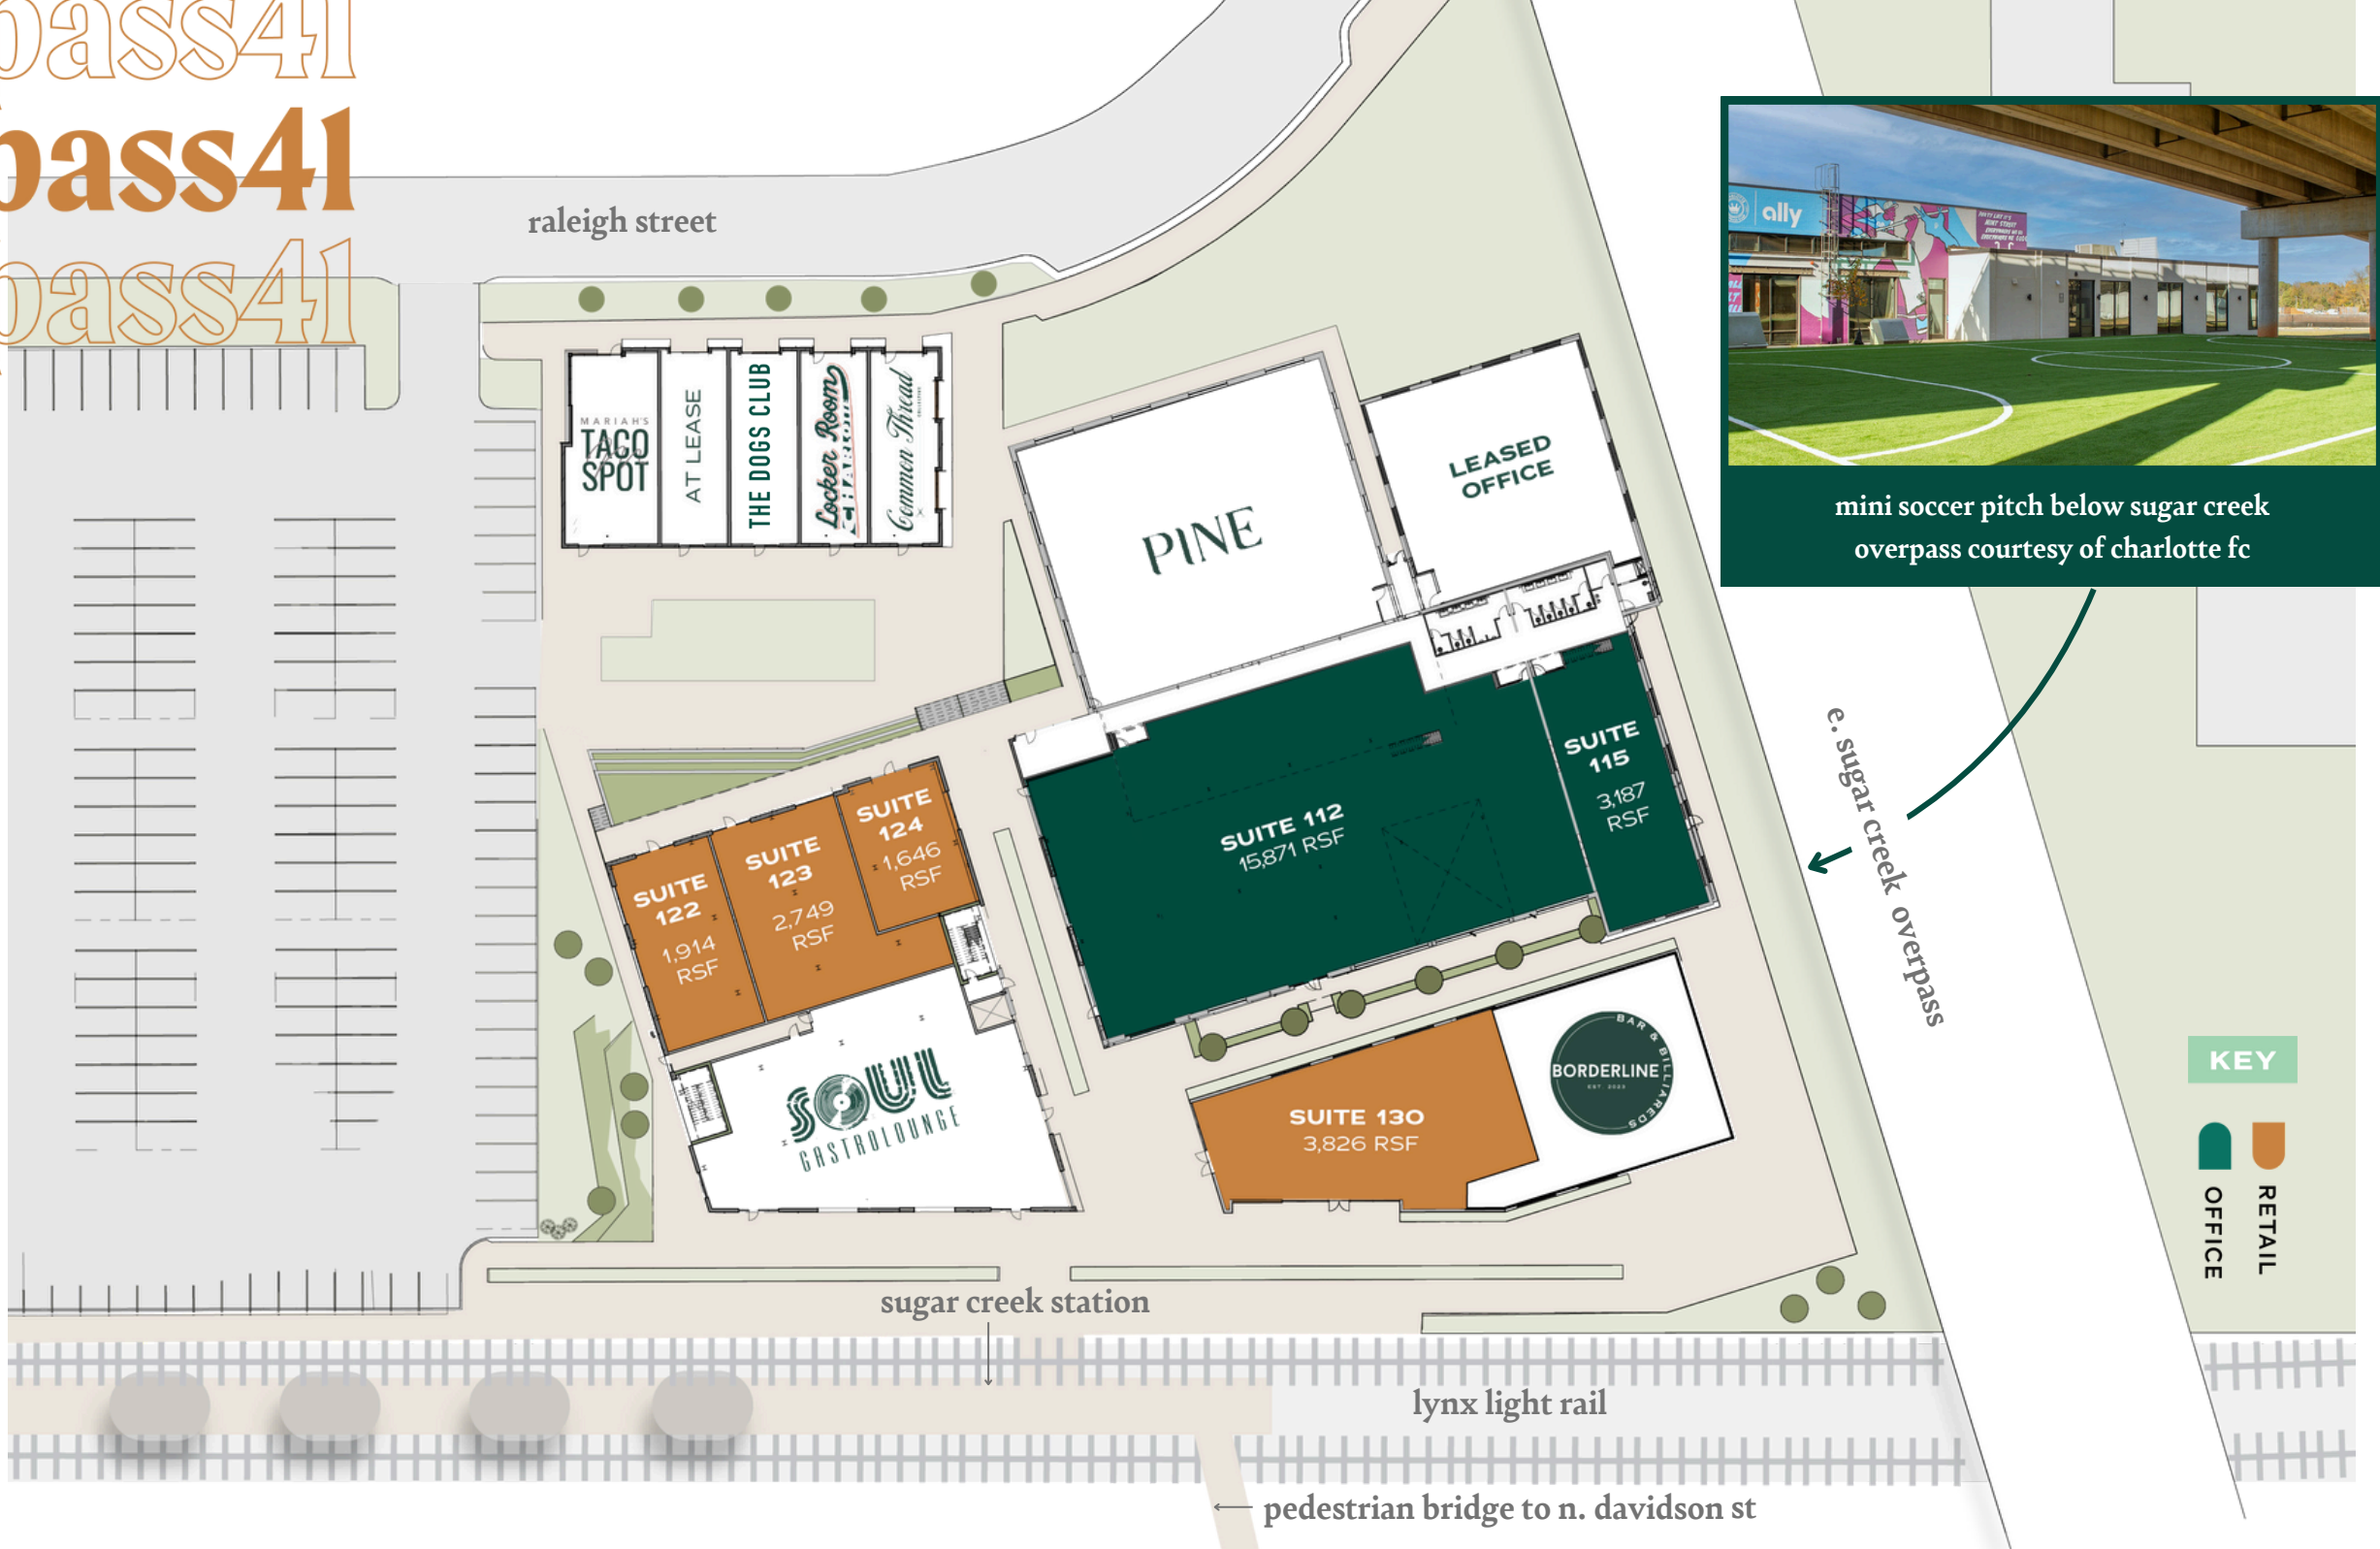 pass41
pass41
pass41
raleigh street
MARIAH'S
TACO
SPOT
AT LEASE
THE DOGS CLUB
Locker Room
Common Thread
PINE
LEASED
OFFICE
ally
mini soccer pitch below sugar creek
overpass courtesy of charlotte fc
SUITE
115
3,187
RSF
SUITE 112
15,871 RSF
SUITE
124
1,646
RSF
SUITE
123
2,749
RSF
SUITE
122
1,914
RSF
e. sugar creek overpass
SOUL
GASTROLOUNGE
SUITE 130
3,826 RSF
BORDERLINE
BAR & BILLIAREDS
KEY
RETAIL
OFFICE
sugar creek station
lynx light rail
pedestrian bridge to n. davidson st